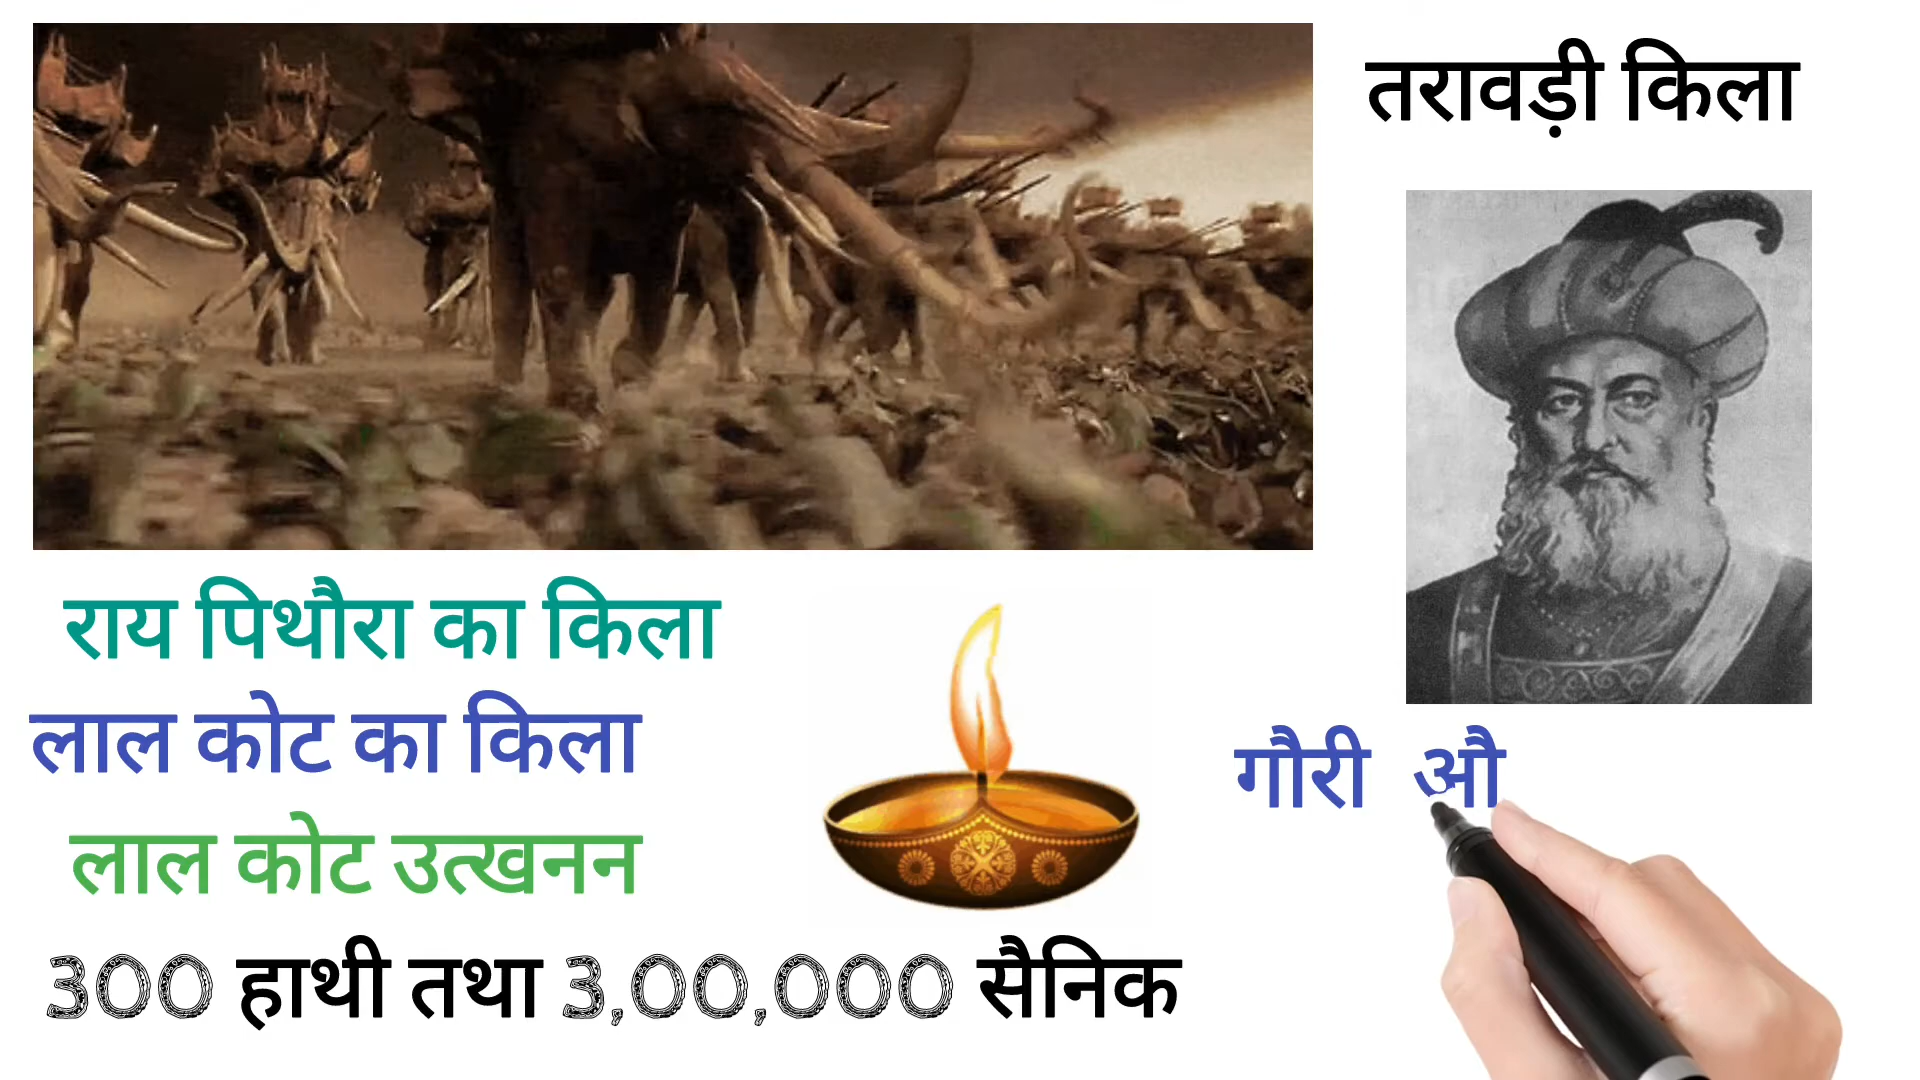 तरावड़ी किला
राय पिथौरा का किला
लाल कोट का किला
गौरी औ
लाल कोट उत्खनन
300 हाथी तथा 3,00,000 सैनिक